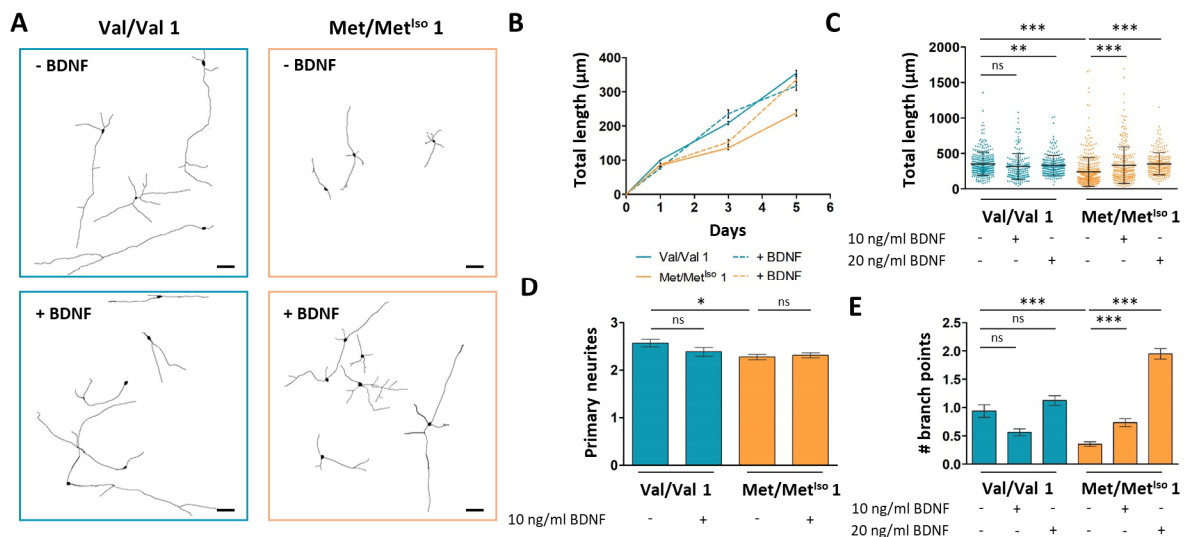 A
Val/Val 1
Met/Met^Iso 1
- BDNF
- BDNF
+ BDNF
+ BDNF
B
Total length (µm)
400
300
200
100
0
0 1 2 3 4 5 6
Days
Val/Val 1
+ BDNF
Met/Met^Iso 1
+ BDNF
C
***
***
**
***
ns
Total length (µm)
2000
1500
1000
500
0
Val/Val 1
Met/Met^Iso 1
10 ng/ml BDNF - + - - + -
20 ng/ml BDNF - - + - - +
D
*
ns
ns
Primary neurites
3
2
1
0
Val/Val 1
Met/Met^Iso 1
10 ng/ml BDNF - + - +
E
***
***
ns
***
ns
# branch points
2.5
2.0
1.5
1.0
0.5
0.0
Val/Val 1
Met/Met^Iso 1
10 ng/ml BDNF - + - - + -
20 ng/ml BDNF - - + - - +